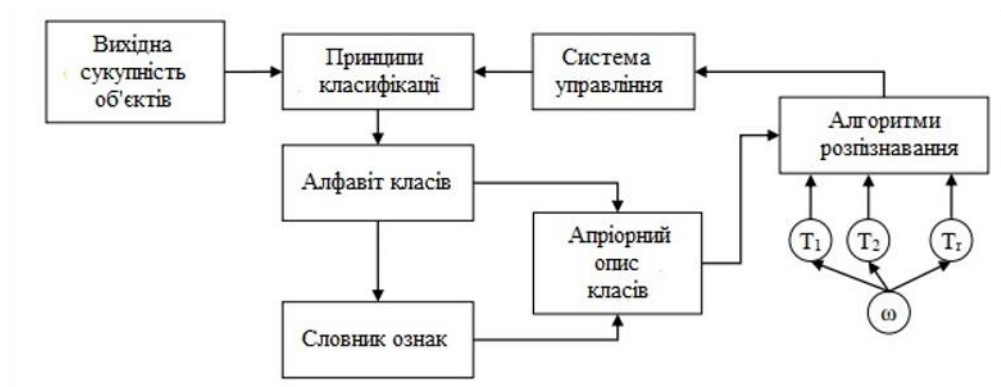 Вихідна
сукупність
об'єктів
Принципи
класифікації
Система
управління
Алгоритми
розпізнавання
Алфавіт класів
Апріорний
опис
класів
Словник ознак
T1
T2
Tr
ω